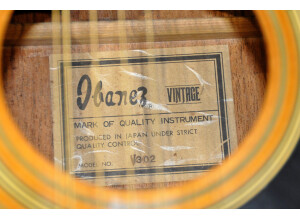 Ibanez VINTAGE
MARK OF QUALITY INSTRUMENT
PRODUCED IN JAPAN UNDER STRICT
QUALITY CONTROL
MODEL NO. V302